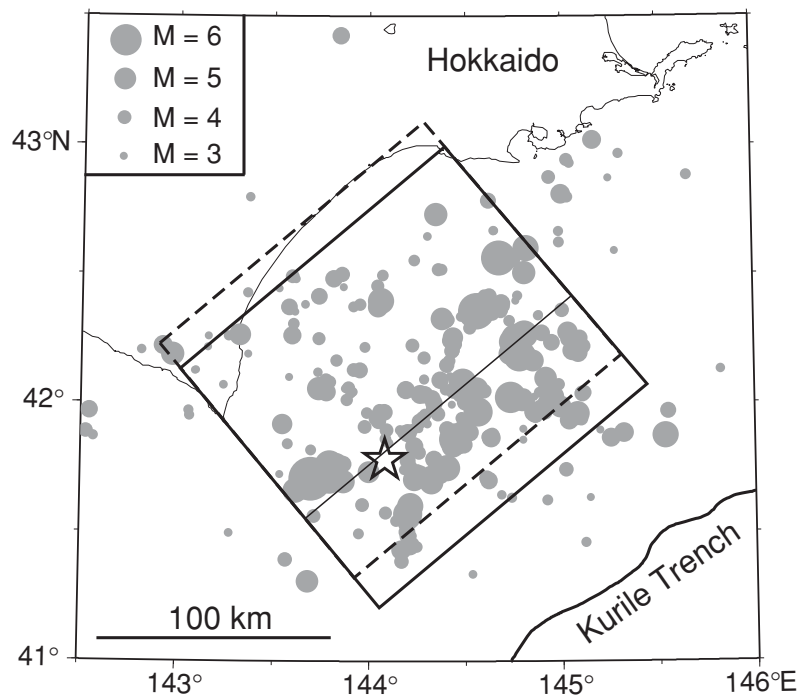 M = 6
M = 5
M = 4
M = 3
Hokkaido
43°N
42°
41°
100 km
Kurile Trench
143°
144°
145°
146°E